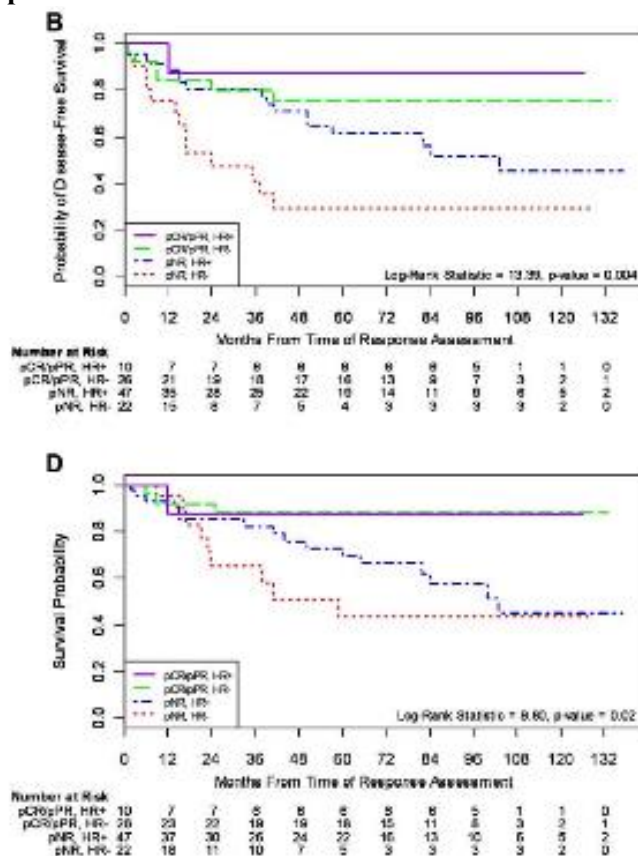 B
Probability of Disease-Free Survival
1.0
0.8
0.6
0.4
0.2
0.0
pCR/pPR, HR+
pCR/pPR, HR-
pNR, HR+
pNR, HR-
Log-Rank Statistic = 13.39, p-value = 0.004
0 12 24 36 48 60 72 84 96 108 120 132
Months From Time of Response Assessment
Number at Risk
pCR/pPR, HR+ 10 7 7 6 6 6 6 6 5 1 1 0
pCR/pPR, HR- 26 21 19 18 17 16 13 9 7 3 2 1
pNR, HR+ 47 35 28 25 22 19 14 11 8 6 5 2
pNR, HR- 22 15 8 7 5 4 3 3 3 3 2 0
D
Survival Probability
1.0
0.8
0.6
0.4
0.2
0.0
pCR/pPR, HR+
pCR/pPR, HR-
pNR, HR+
pNR, HR-
Log-Rank Statistic = 9.60, p-value = 0.02
0 12 24 36 48 60 72 84 96 108 120 132
Months From Time of Response Assessment
Number at Risk
pCR/pPR, HR+ 10 7 7 6 6 6 6 6 5 1 1 0
pCR/pPR, HR- 26 23 22 19 19 18 15 11 8 3 2 1
pNR, HR+ 47 37 30 26 24 22 16 13 10 6 5 2
pNR, HR- 22 18 11 10 7 5 3 3 3 3 2 0